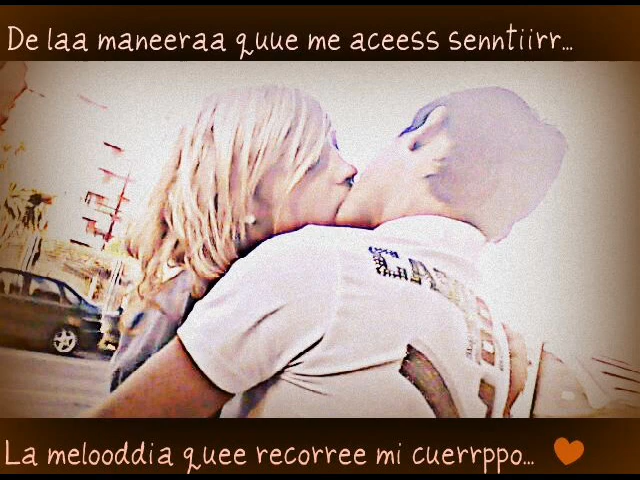 De laa maneeraa quue me aceess senntiirr...
La melooddia quee recorree mi cuerrppo... 🧡